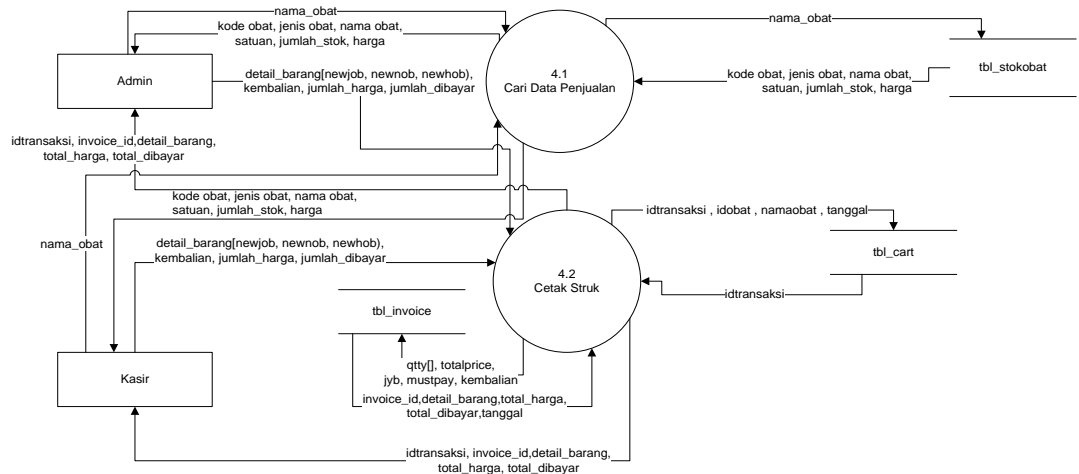 nama_obat
kode obat, jenis obat, nama obat,
satuan, jumlah_stok, harga
Admin
detail_barang[newjob, newnob, newhob),
kembalian, jumlah_harga, jumlah_dibayar
4.1
Cari Data Penjualan
nama_obat
kode obat, jenis obat, nama obat,
satuan, jumlah_stok, harga
tbl_stokobat
idtransaksi, invoice_id,detail_barang,
total_harga, total_dibayar
kode obat, jenis obat, nama obat,
satuan, jumlah_stok, harga
nama_obat
detail_barang[newjob, newnob, newhob),
kembalian, jumlah_harga, jumlah_dibayar
4.2
Cetak Struk
idtransaksi , idobat , namaobat , tanggal
tbl_cart
idtransaksi
tbl_invoice
qtty[], totalprice,
jyb, mustpay, kembalian
invoice_id,detail_barang,total_harga,
total_dibayar,tanggal
Kasir
idtransaksi, invoice_id,detail_barang,
total_harga, total_dibayar